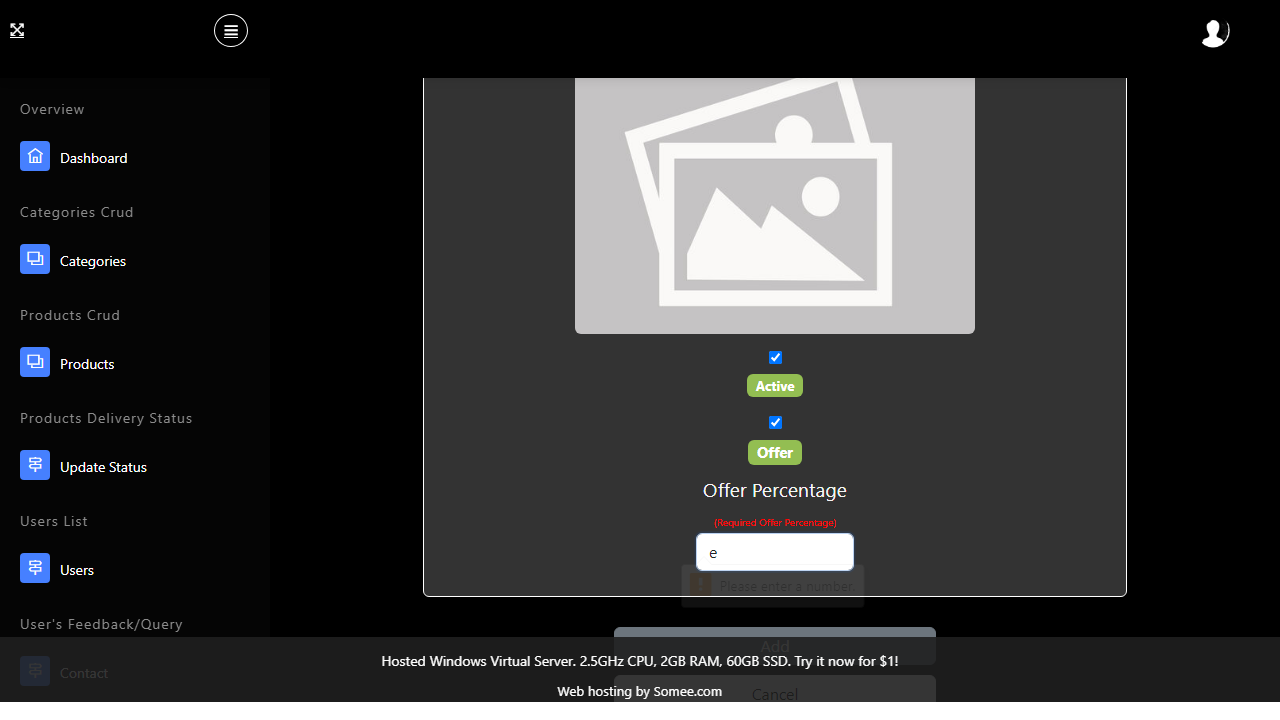 Overview
Dashboard
Categories Crud
Categories
Products Crud
Products
Products Delivery Status
Update Status
Users List
Users
User's Feedback/Query
Contact
Active
Offer
Offer Percentage
(Required Offer Percentage)
e
Please enter a number.
Add
Cancel
Hosted Windows Virtual Server. 2.5GHz CPU, 2GB RAM, 60GB SSD. Try it now for $1!
Web hosting by Somee.com